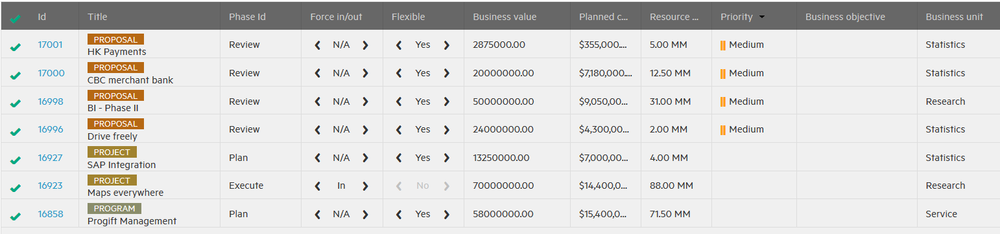 Id Title Phase Id Force in/out Flexible Business value Planned c... Resource ... Priority Business objective Business unit
PROPOSAL
17001 Review N/A Yes 2875000.00 $355,000.... 5.00 MM Medium Statistics
HK Payments
PROPOSAL
17000 Review N/A Yes 20000000.00 $7,180,000.... 12.50 MM Medium Statistics
CBC merchant bank
PROPOSAL
16998 Review N/A Yes 50000000.00 $9,050,00... 31.00 MM Medium Research
BI - Phase II
PROPOSAL
16996 Review N/A Yes 24000000.00 $4,300,00... 2.00 MM Medium Statistics
Drive freely
PROJECT
16927 Plan N/A Yes 13250000.00 $7,000,00... 4.00 MM Statistics
SAP Integration
PROJECT
16923 Execute In No 70000000.00 $14,400,0... 88.00 MM Research
Maps everywhere
PROGRAM
16858 Plan N/A Yes 58000000.00 $15,400,0... 71.50 MM Service
Progift Management